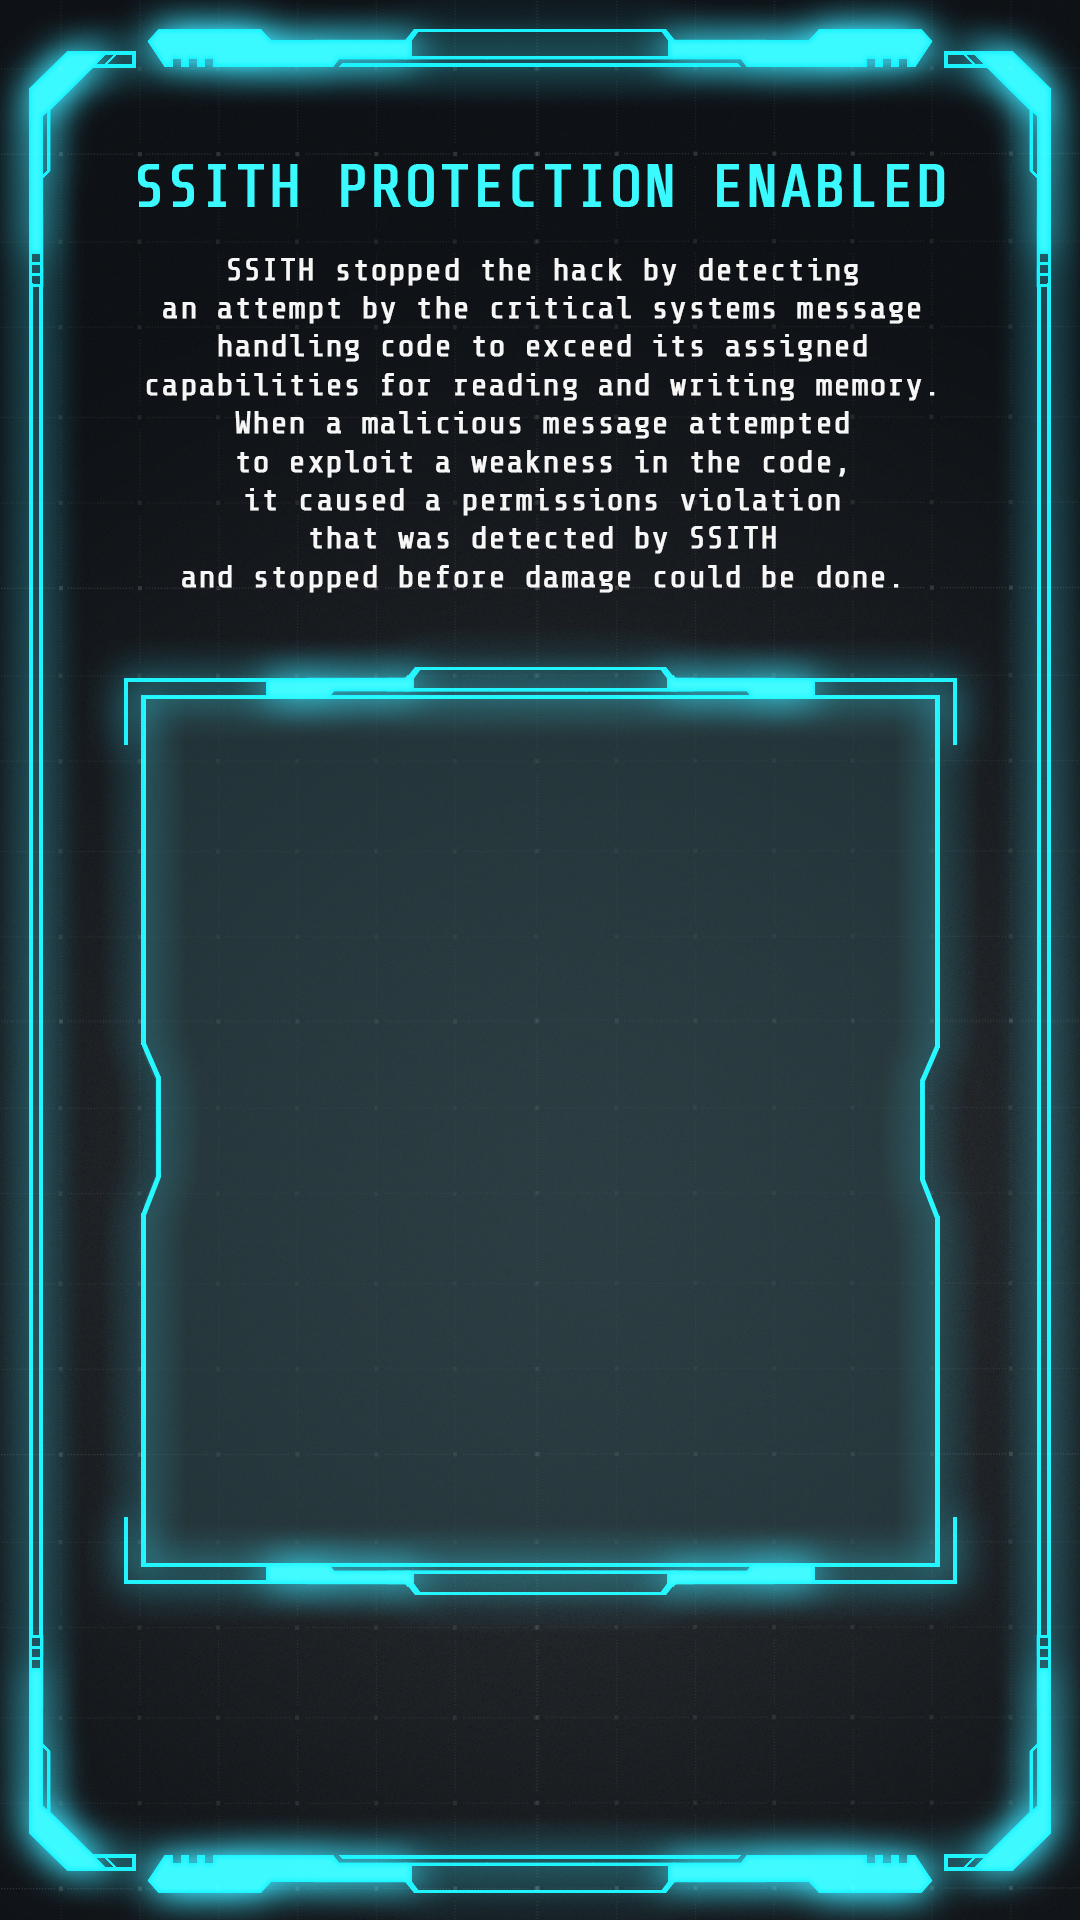 SSITH PROTECTION ENABLED
SSITH stopped the hack by detecting
an attempt by the critical systems message
handling code to exceed its assigned
capabilities for reading and writing memory.
When a malicious message attempted
to exploit a weakness in the code,
it caused a permissions violation
that was detected by SSITH
and stopped before damage could be done.